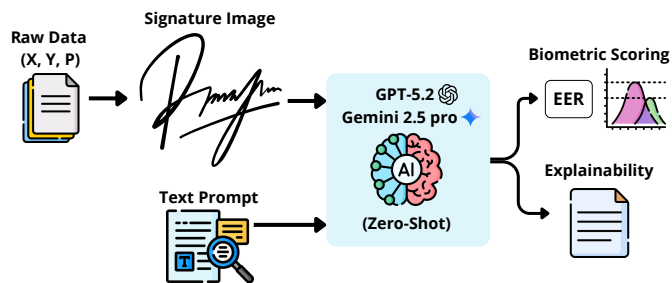 Signature Image
Raw Data
(X, Y, P)
GPT-5.2
Gemini 2.5 pro
AI
(Zero-Shot)
Text Prompt
T
Biometric Scoring
EER
Explainability